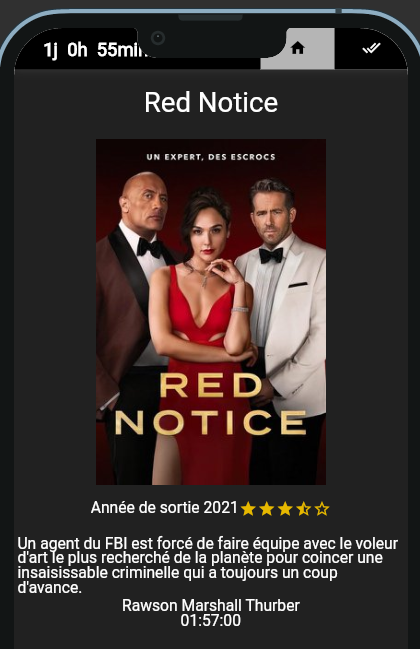 1j 0h 55min
Red Notice
UN EXPERT, DES ESCROCS
RED
NOTICE
Année de sortie 2021
Un agent du FBI est forcé de faire équipe avec le voleur
d'art le plus recherché de la planète pour coincer une
insaisissable criminelle qui a toujours un coup
d'avance.
Rawson Marshall Thurber
01:57:00